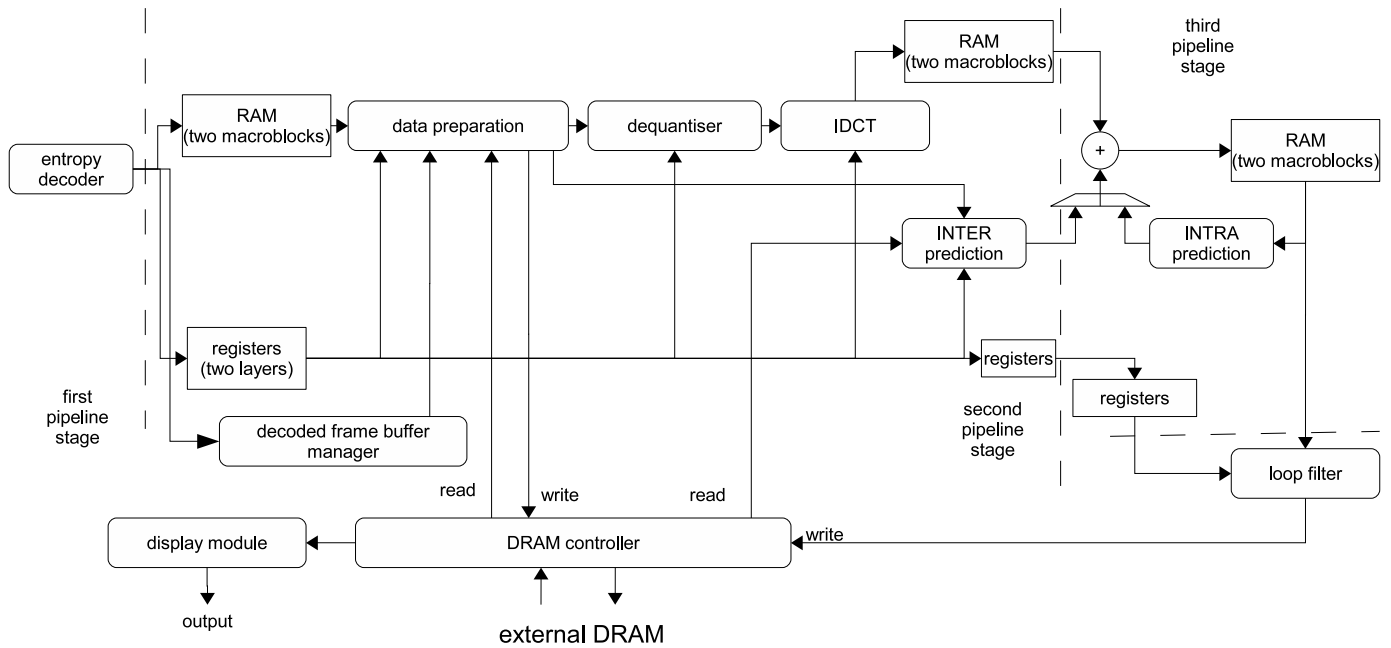 third
pipeline
stage
RAM
(two macroblocks)
RAM
(two macroblocks)
data preparation
dequantiser
IDCT
RAM
(two macroblocks)
entropy
decoder
+
INTER
prediction
INTRA
prediction
registers
(two layers)
registers
registers
first
pipeline
stage
second
pipeline
stage
decoded frame buffer
manager
loop filter
read
write
read
write
display module
DRAM controller
output
external DRAM